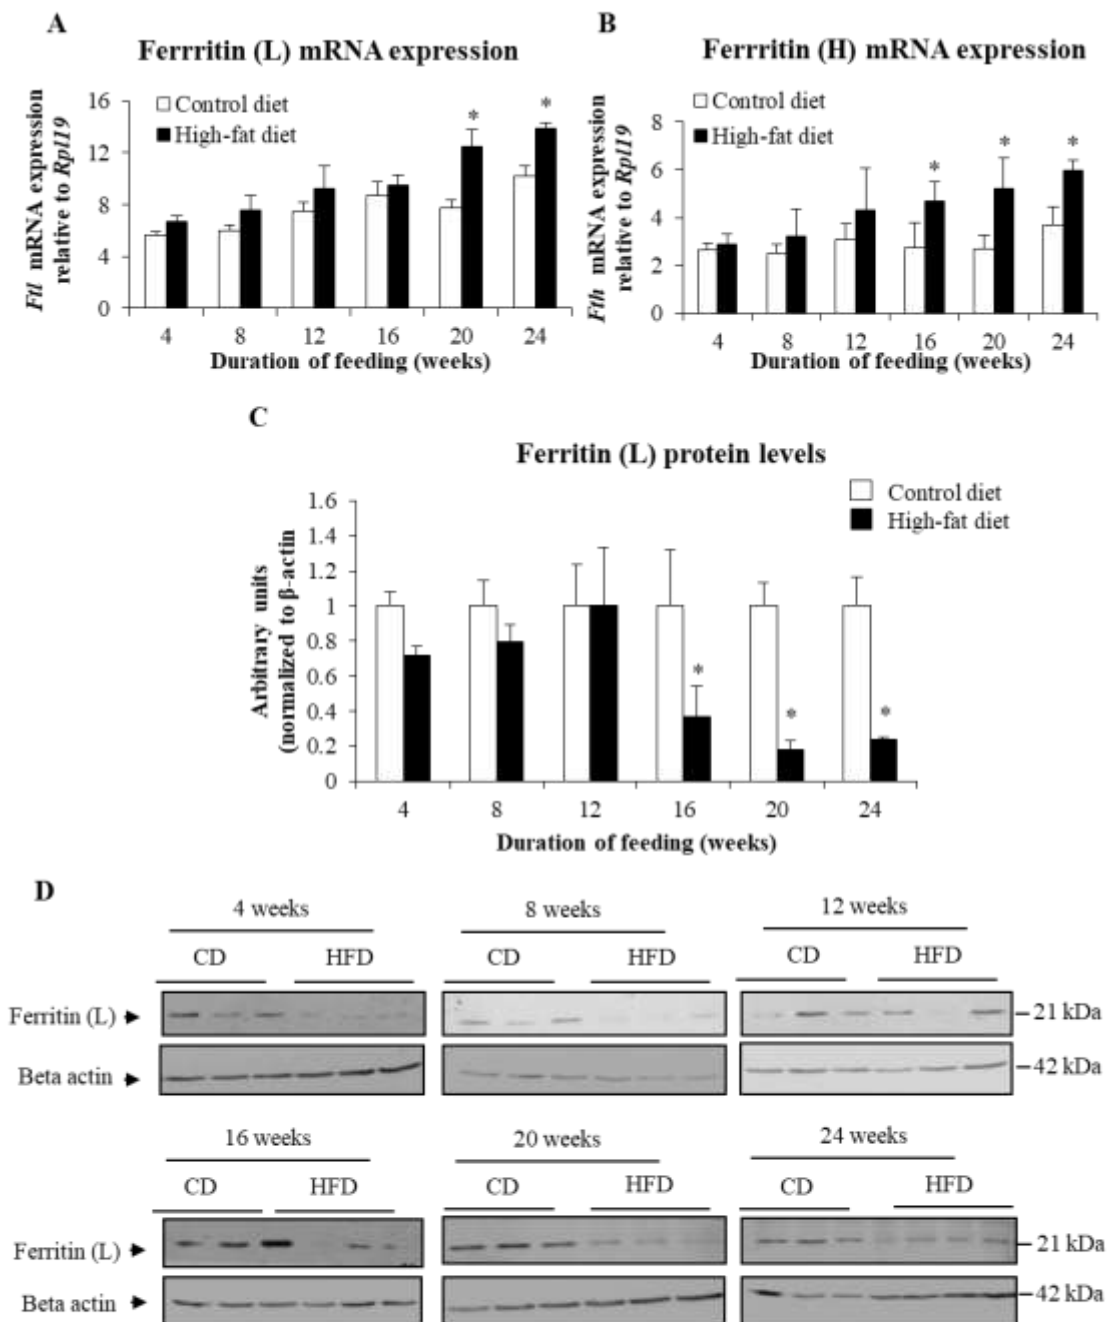 A
Ferrritin (L) mRNA expression
Ftl mRNA expression
relative to Rpl19
16
12
8
4
0
Control diet
High-fat diet
*
*
4 8 12 16 20 24
Duration of feeding (weeks)
B
Ferrritin (H) mRNA expression
Fth mRNA expression
relative to Rpl19
8
6
4
2
0
Control diet
High-fat diet
*
*
*
4 8 12 16 20 24
Duration of feeding (weeks)
C
Ferritin (L) protein levels
Arbitrary units
(normalized to β-actin
1.6
1.4
1.2
1
0.8
0.6
0.4
0.2
0
Control diet
High-fat diet
*
*
*
4 8 12 16 20 24
Duration of feeding (weeks)
D
4 weeks
CD HFD
8 weeks
CD HFD
12 weeks
CD HFD
Ferritin (L)
21 kDa
Beta actin
42 kDa
16 weeks
CD HFD
20 weeks
CD HFD
24 weeks
CD HFD
Ferritin (L)
21 kDa
Beta actin
42 kDa